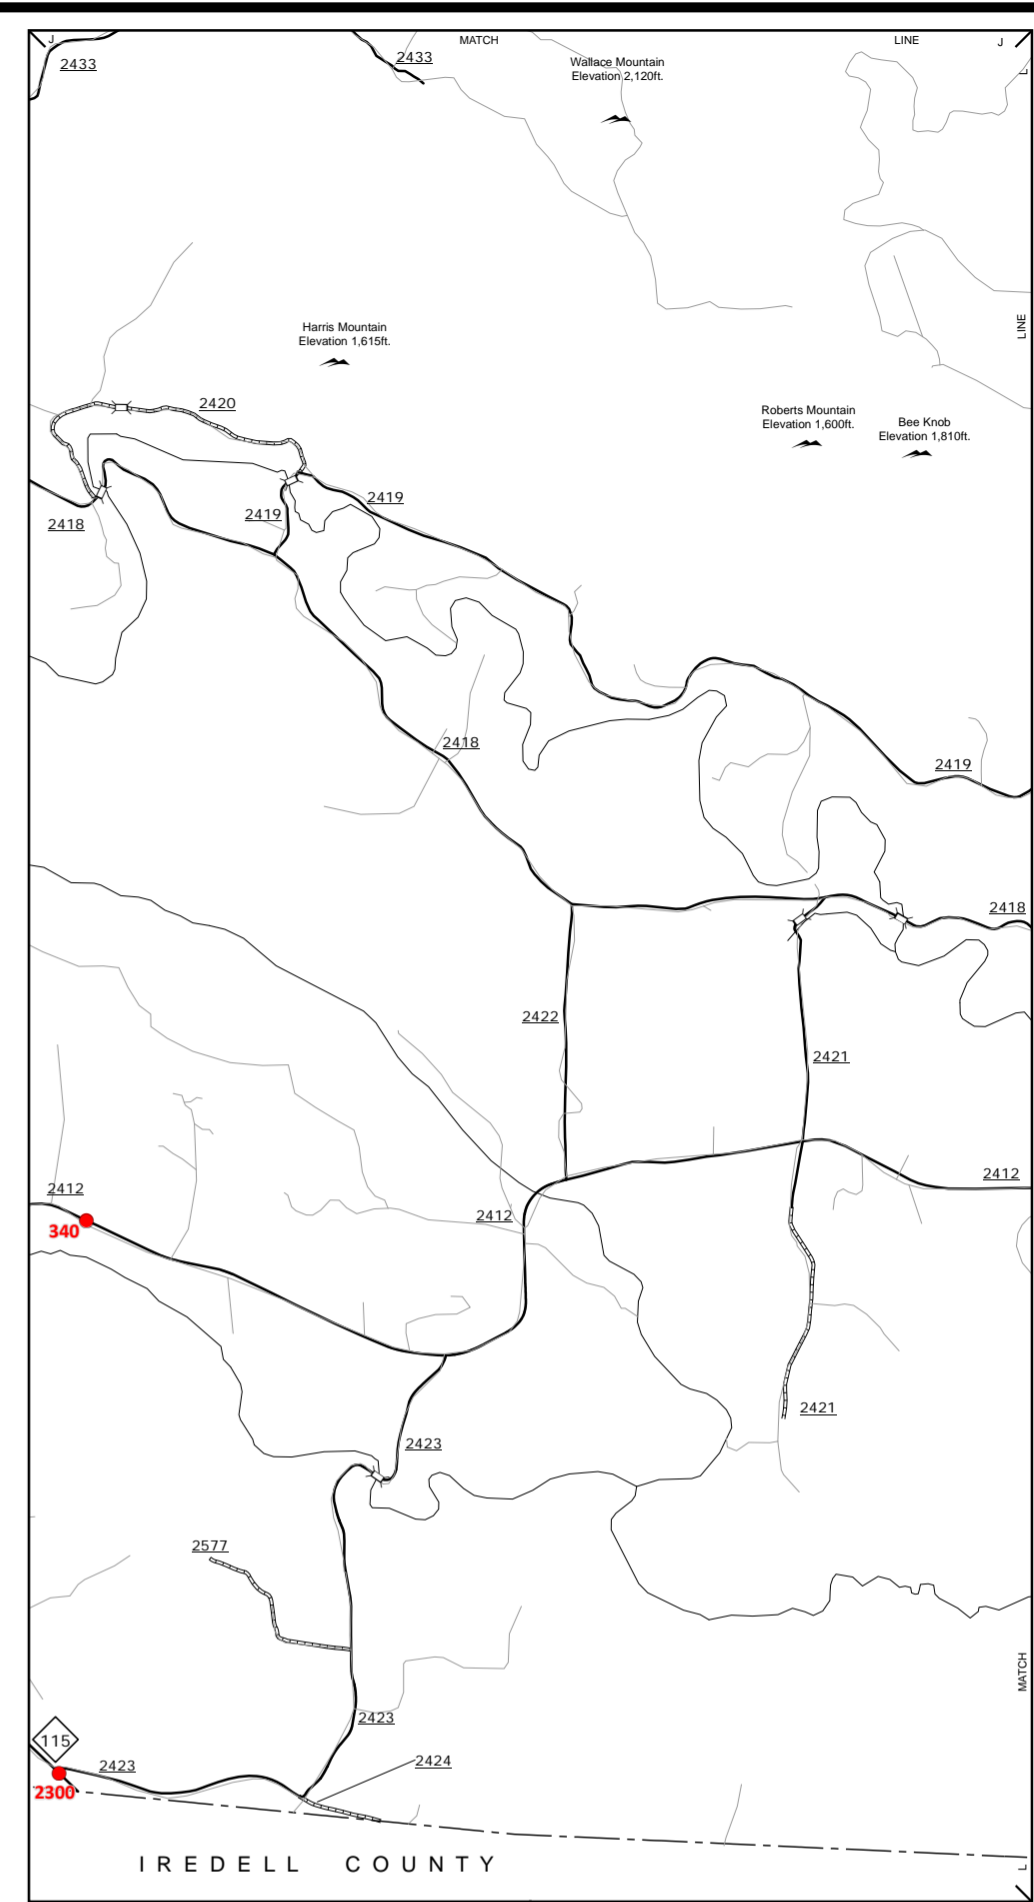 J
MATCH
LINE
J
L
2433
2433
Wallace Mountain
Elevation 2,120ft.
LINE
Harris Mountain
Elevation 1,615ft.
2420
Roberts Mountain
Elevation 1,600ft.
Bee Knob
Elevation 1,810ft.
2419
2419
2418
2418
2419
2418
2422
2421
2412
2412
2412
340
2421
2423
2577
MATCH
2423
115
2423
2424
2300
IREDELL COUNTY
L